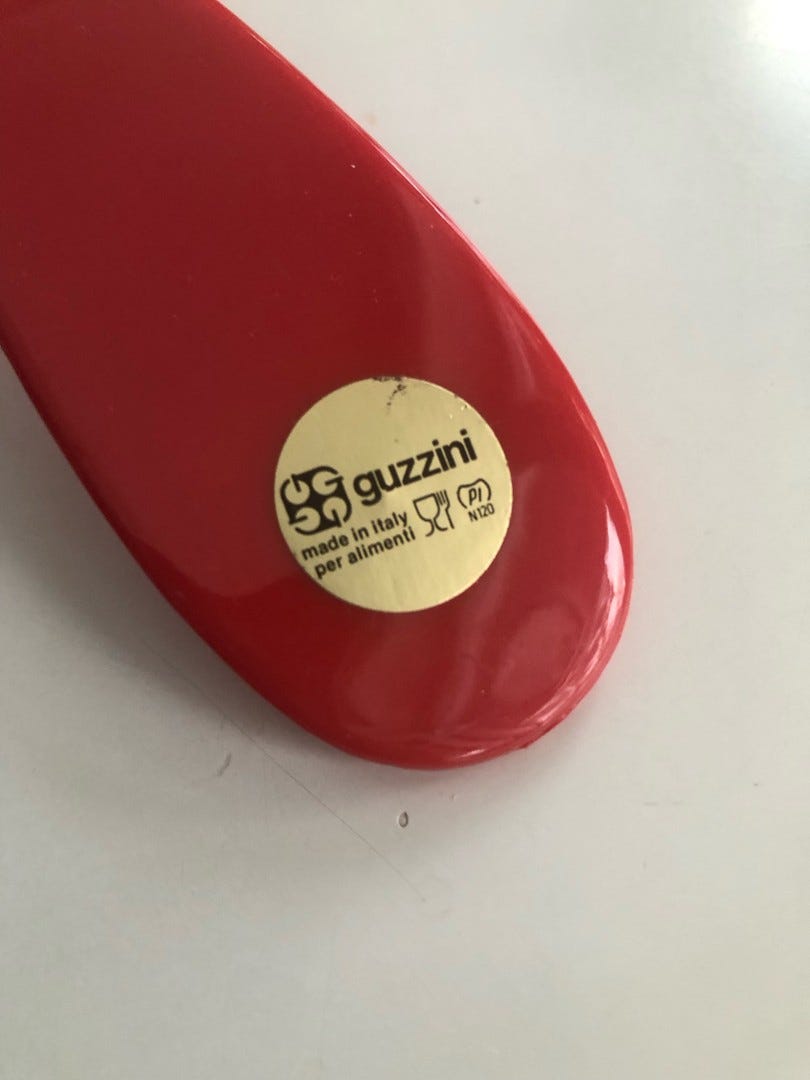 guzzini
made in italy
per alimenti
PI
N120